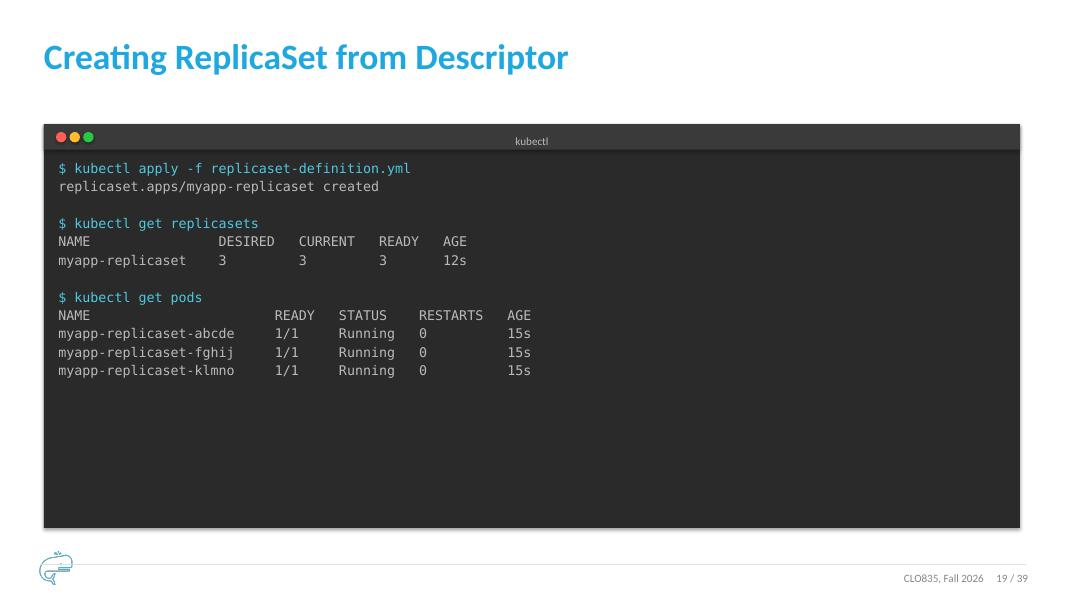 Creating ReplicaSet from Descriptor
kubectl
$ kubectl apply -f replicaset-definition.yml
replicaset.apps/myapp-replicaset created
$ kubectl get replicasets
NAME                DESIRED   CURRENT   READY   AGE
myapp-replicaset    3         3         3       12s
$ kubectl get pods
NAME                       READY   STATUS    RESTARTS   AGE
myapp-replicaset-abcde     1/1     Running   0          15s
myapp-replicaset-fghij     1/1     Running   0          15s
myapp-replicaset-klmno     1/1     Running   0          15s
CLO835, Fall 2026    19 / 39